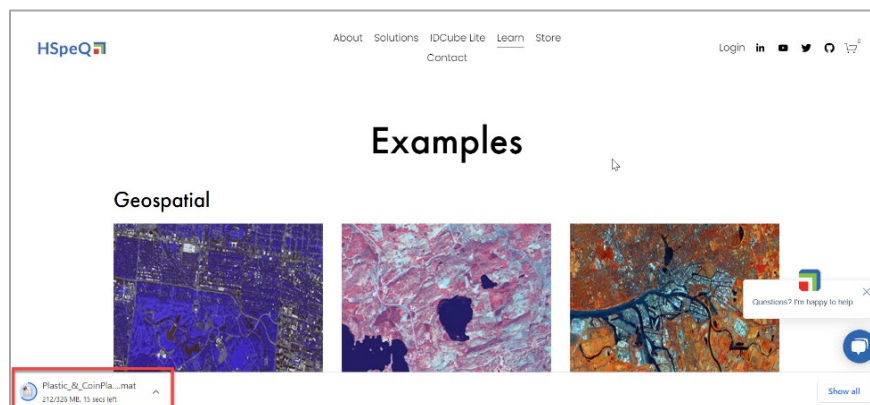 HSpeQ
About Solutions IDCube Lite Learn Store
Contact
Login
0
Examples
Geospatial
Questions? I'm happy to help
Plastic_&_CoinPla....mat
212/326 MB, 15 secs left
Show all